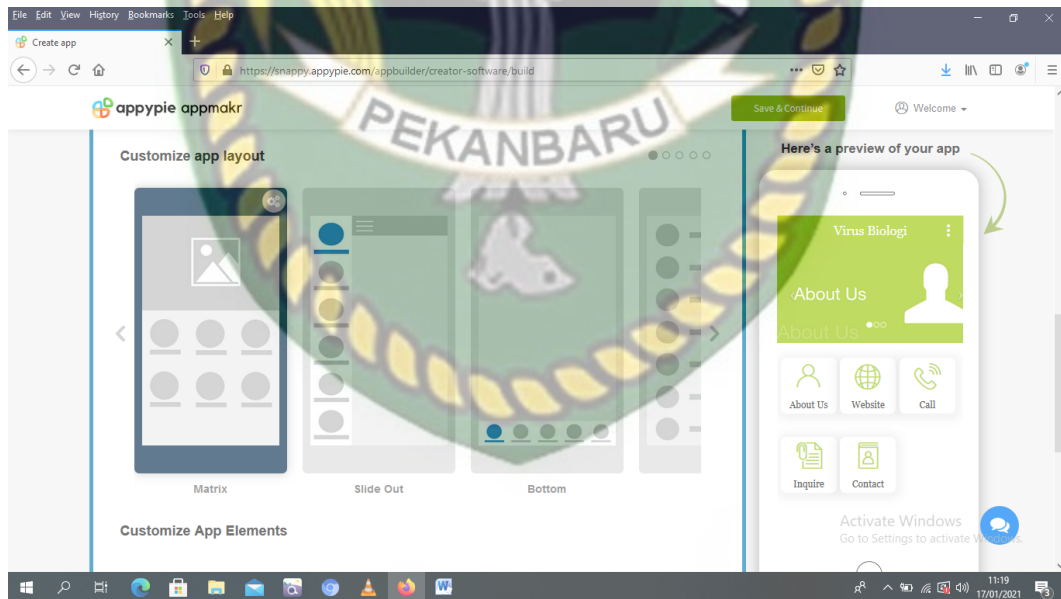 File Edit View History Bookmarks Tools Help
Create app
https://snappy.appypie.com/appbuilder/creator-software/build
appypie appmakr
Save & Continue
Welcome
PEKANBARU
Customize app layout
Here's a preview of your app
Virus Biologi
About Us
About Us
About Us Website Call
Inquire Contact
Matrix Slide Out Bottom
Customize App Elements
Activate Windows
Go to Settings to activate Windows.
11:19
17/01/2021
3